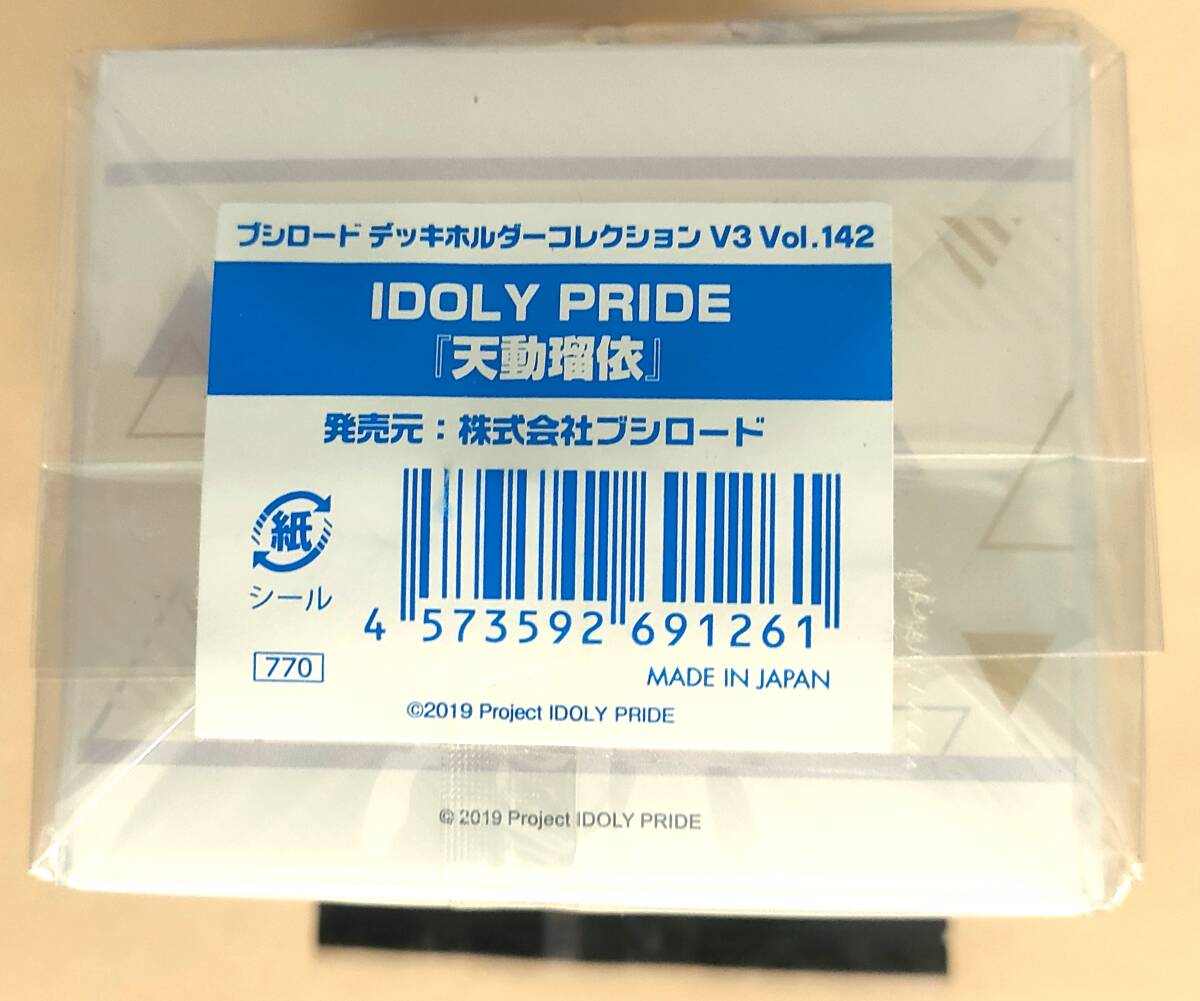 ブシロード デッキホルダーコレクション V3 Vol.142
IDOLY PRIDE
『天動瑠依』
発売元：株式会社ブシロード
紙
シール
4 573592 691261
770
MADE IN JAPAN
©2019 Project IDOLY PRIDE
© 2019 Project IDOLY PRIDE